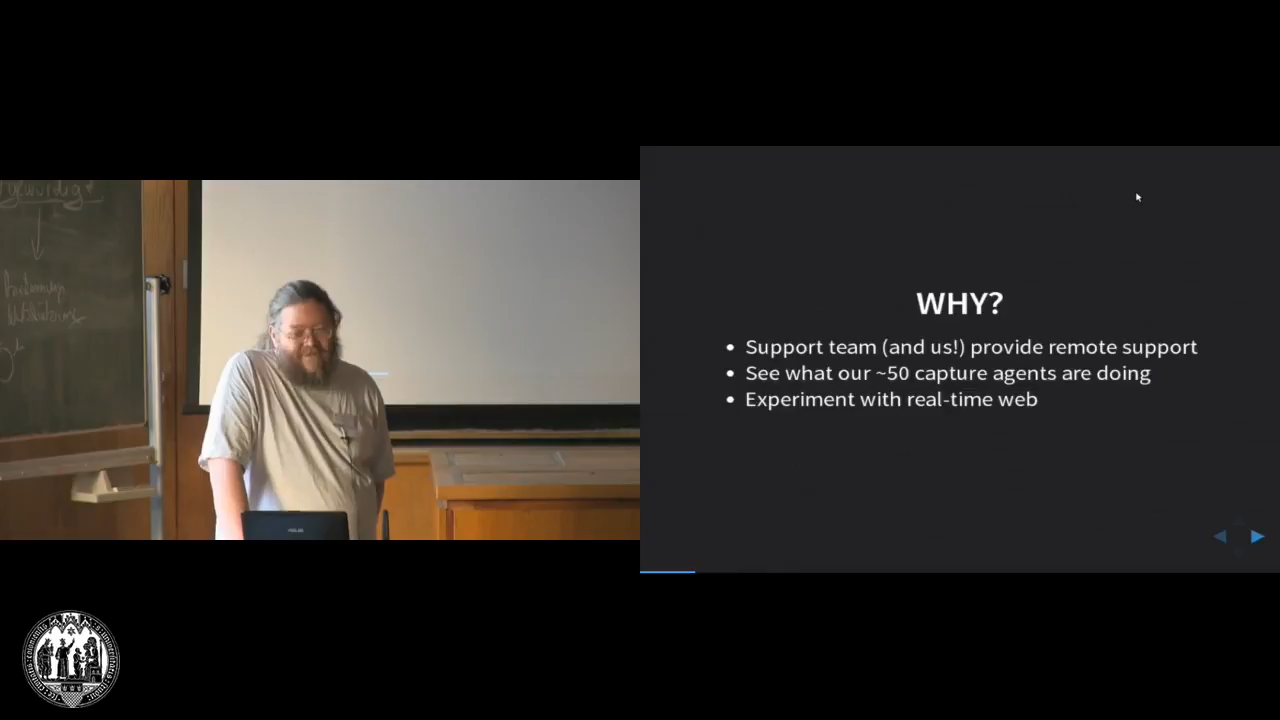 WHY?
• Support team (and us!) provide remote support
• See what our ~50 capture agents are doing
• Experiment with real-time web
ASUS